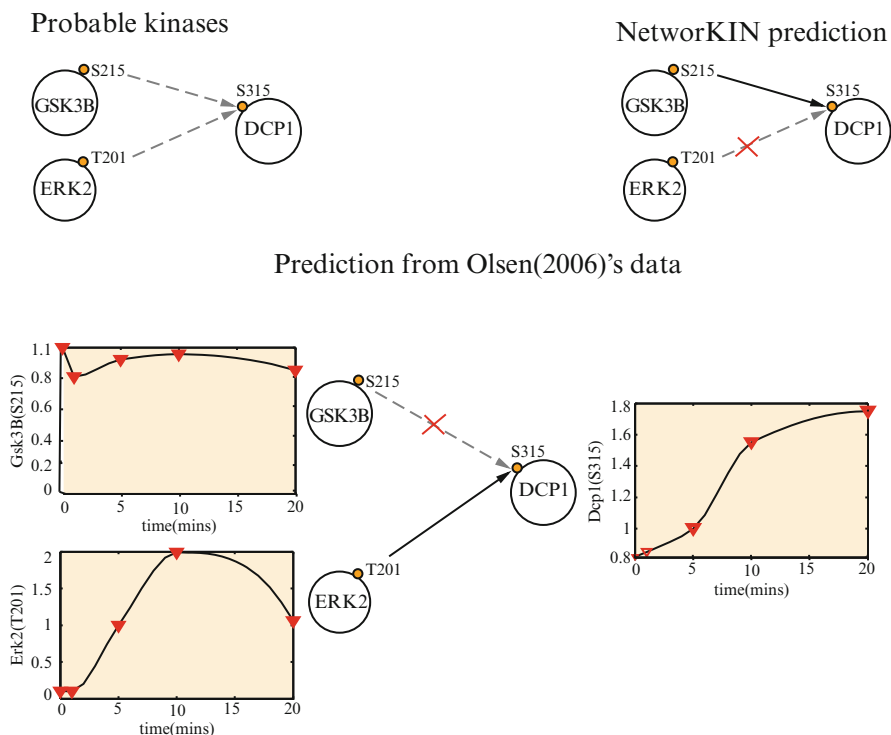 Probable kinases
NetworKIN prediction
S215
GSK3B
S315
DCP1
T201
ERK2
S215
GSK3B
S315
DCP1
T201
ERK2
Prediction from Olsen(2006)'s data
Gsk3B(S215)
1.1
0.8
0.6
0.4
0.2
0
0
5
10
15
20
time(mins)
S215
GSK3B
S315
DCP1
T201
ERK2
Erk2(T201)
2
1.5
1
0.5
0
0
5
10
15
20
time(mins)
Dcp1(S315)
1.8
1.6
1.4
1.2
1
0.8
0
5
10
15
20
time(mins)